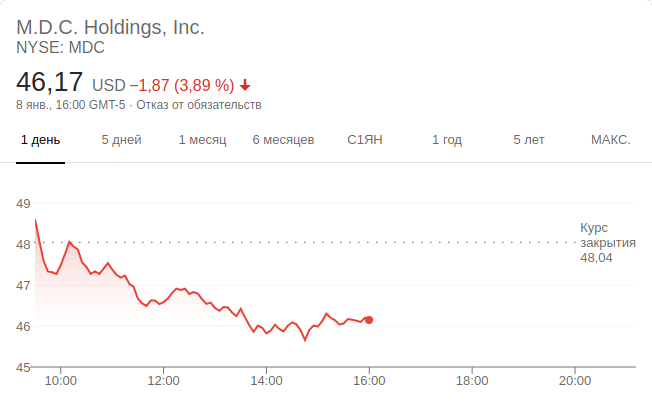 M.D.C. Holdings, Inc.
NYSE: MDC
46,17 USD −1,87 (3,89 %)
8 янв., 16:00 GMT-5 · Отказ от обязательств
1 день 5 дней 1 месяц 6 месяцев С1ЯН 1 год 5 лет МАКС.
49
Курс
48 закрытия
48,04
47
46
45
10:00 12:00 14:00 16:00 18:00 20:00